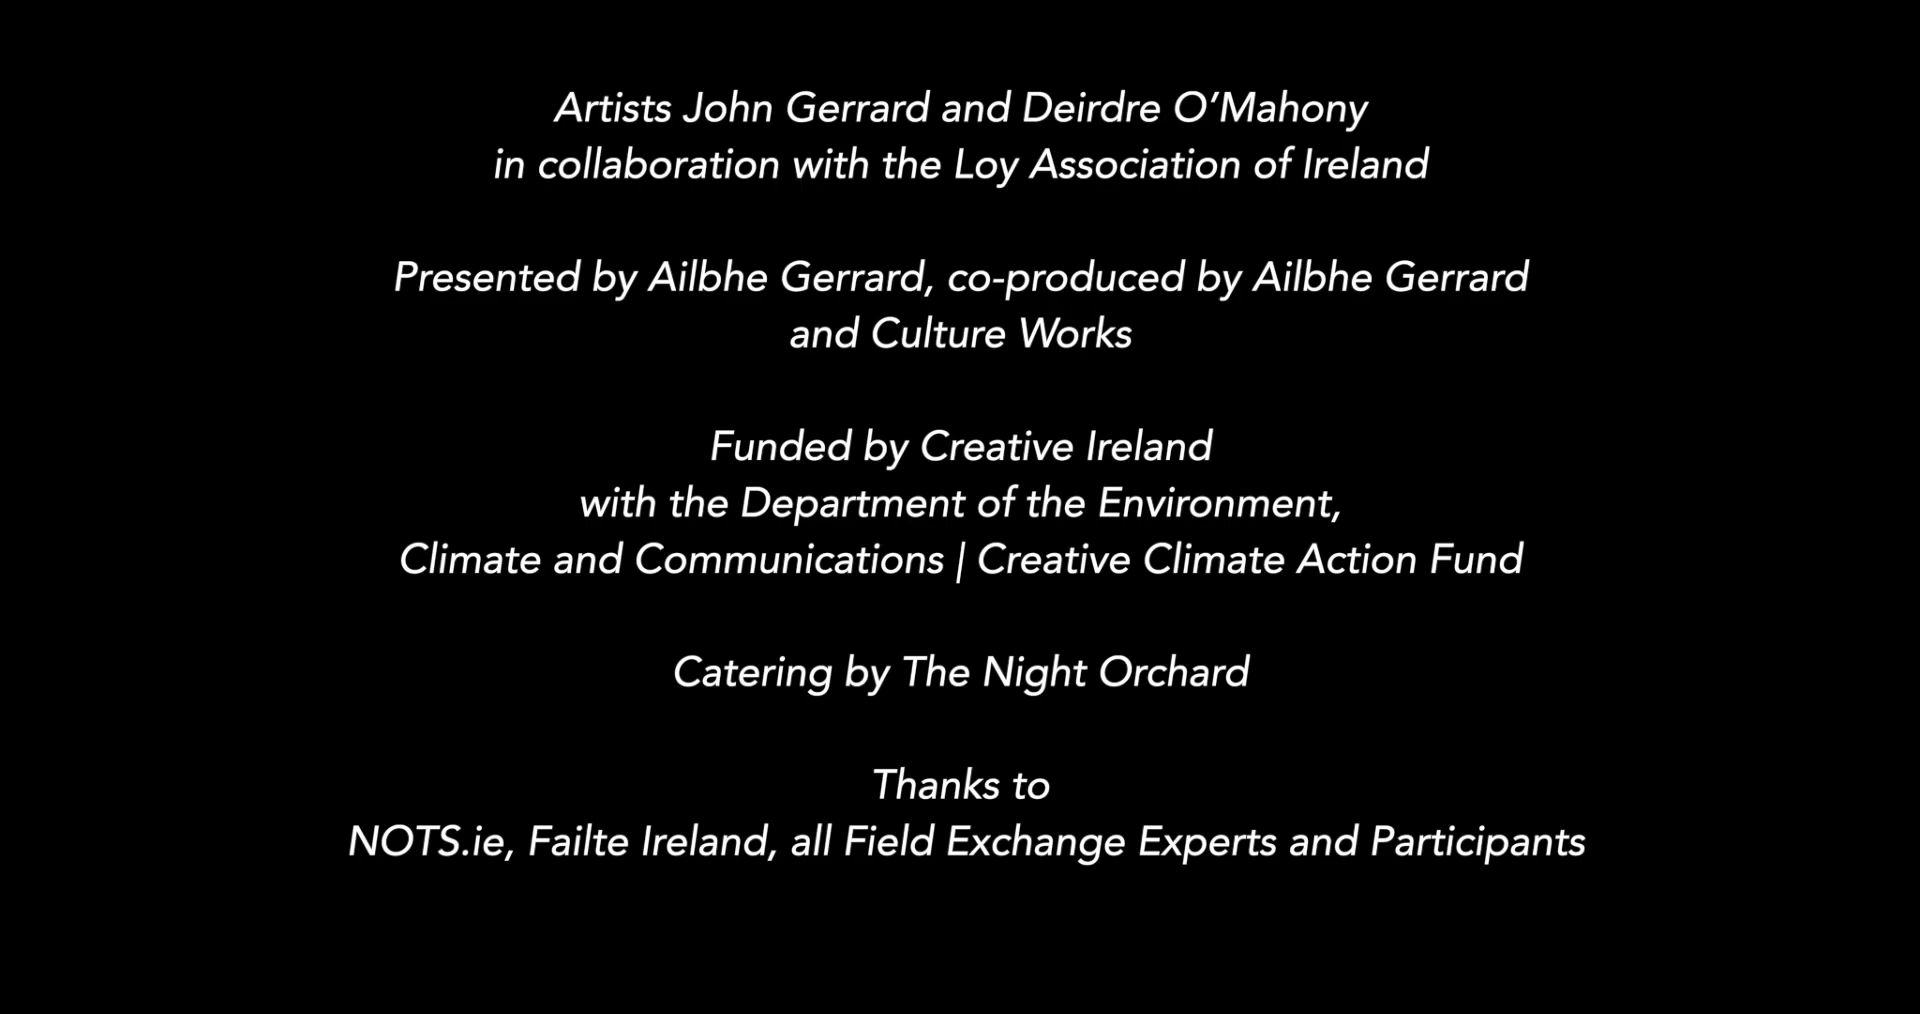 Artists John Gerrard and Deirdre O’Mahony
in collaboration with the Loy Association of Ireland
Presented by Ailbhe Gerrard, co-produced by Ailbhe Gerrard
and Culture Works
Funded by Creative Ireland
with the Department of the Environment,
Climate and Communications | Creative Climate Action Fund
Catering by The Night Orchard
Thanks to
NOTS.ie, Failte Ireland, all Field Exchange Experts and Participants